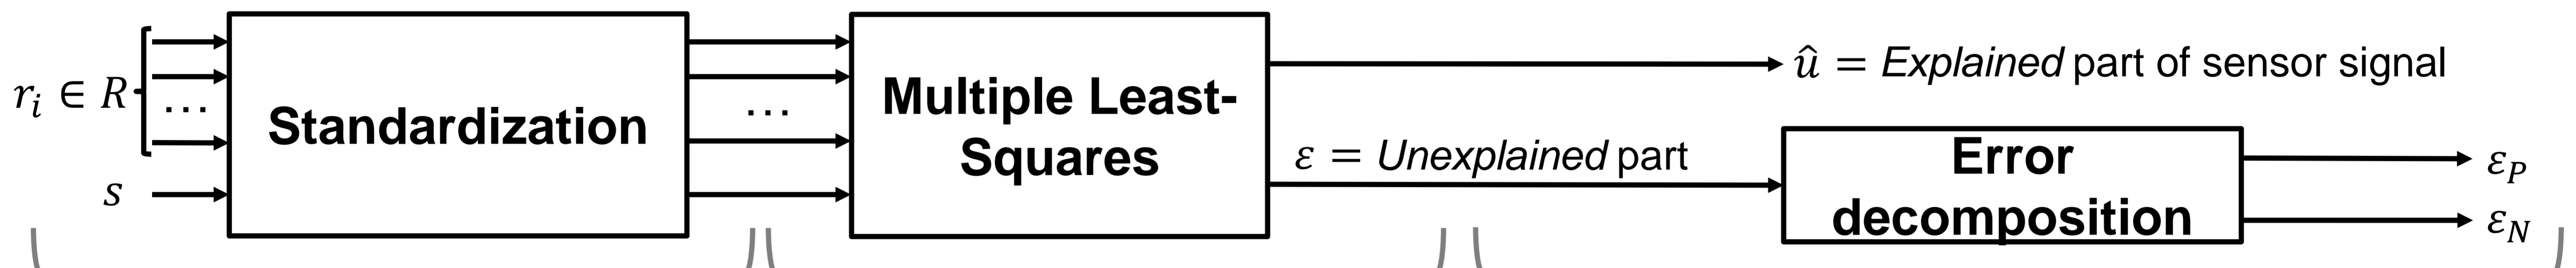 r_i ∈ R
...
s
Standardization
...
Multiple Least-
Squares
û = Explained part of sensor signal
ε = Unexplained part
Error
decomposition
ε_P
ε_N